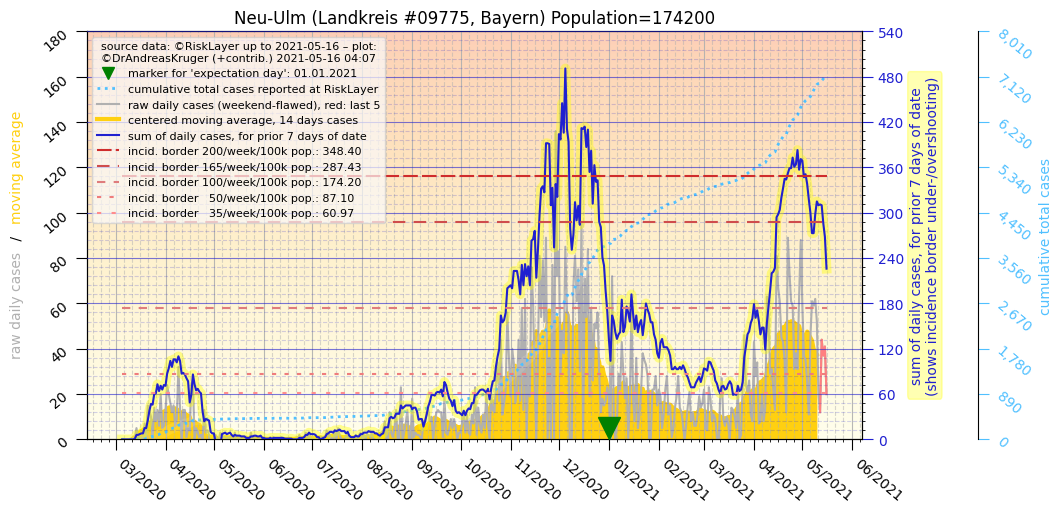 Neu-Ulm (Landkreis #09775, Bayern) Population=174200
source data: ©RiskLayer up to 2021-05-16 – plot:
©DrAndreasKruger (+contrib.) 2021-05-16 04:07
marker for 'expectation day': 01.01.2021
cumulative total cases reported at RiskLayer
raw daily cases (weekend-flawed), red: last 5
centered moving average, 14 days cases
sum of daily cases, for prior 7 days of date
incid. border 200/week/100k pop.: 348.40
incid. border 165/week/100k pop.: 287.43
incid. border 100/week/100k pop.: 174.20
incid. border   50/week/100k pop.: 87.10
incid. border   35/week/100k pop.: 60.97
raw daily cases  /  moving average
180
160
140
120
100
80
60
40
20
0
03/2020
04/2020
05/2020
06/2020
07/2020
08/2020
09/2020
10/2020
11/2020
12/2020
01/2021
02/2021
03/2021
04/2021
05/2021
06/2021
540
480
420
360
300
240
180
120
60
0
sum of daily cases, for prior 7 days of date
(shows incidence border under-/overshooting)
8,010
7,120
6,230
5,340
4,450
3,560
2,670
1,780
890
0
cumulative total cases